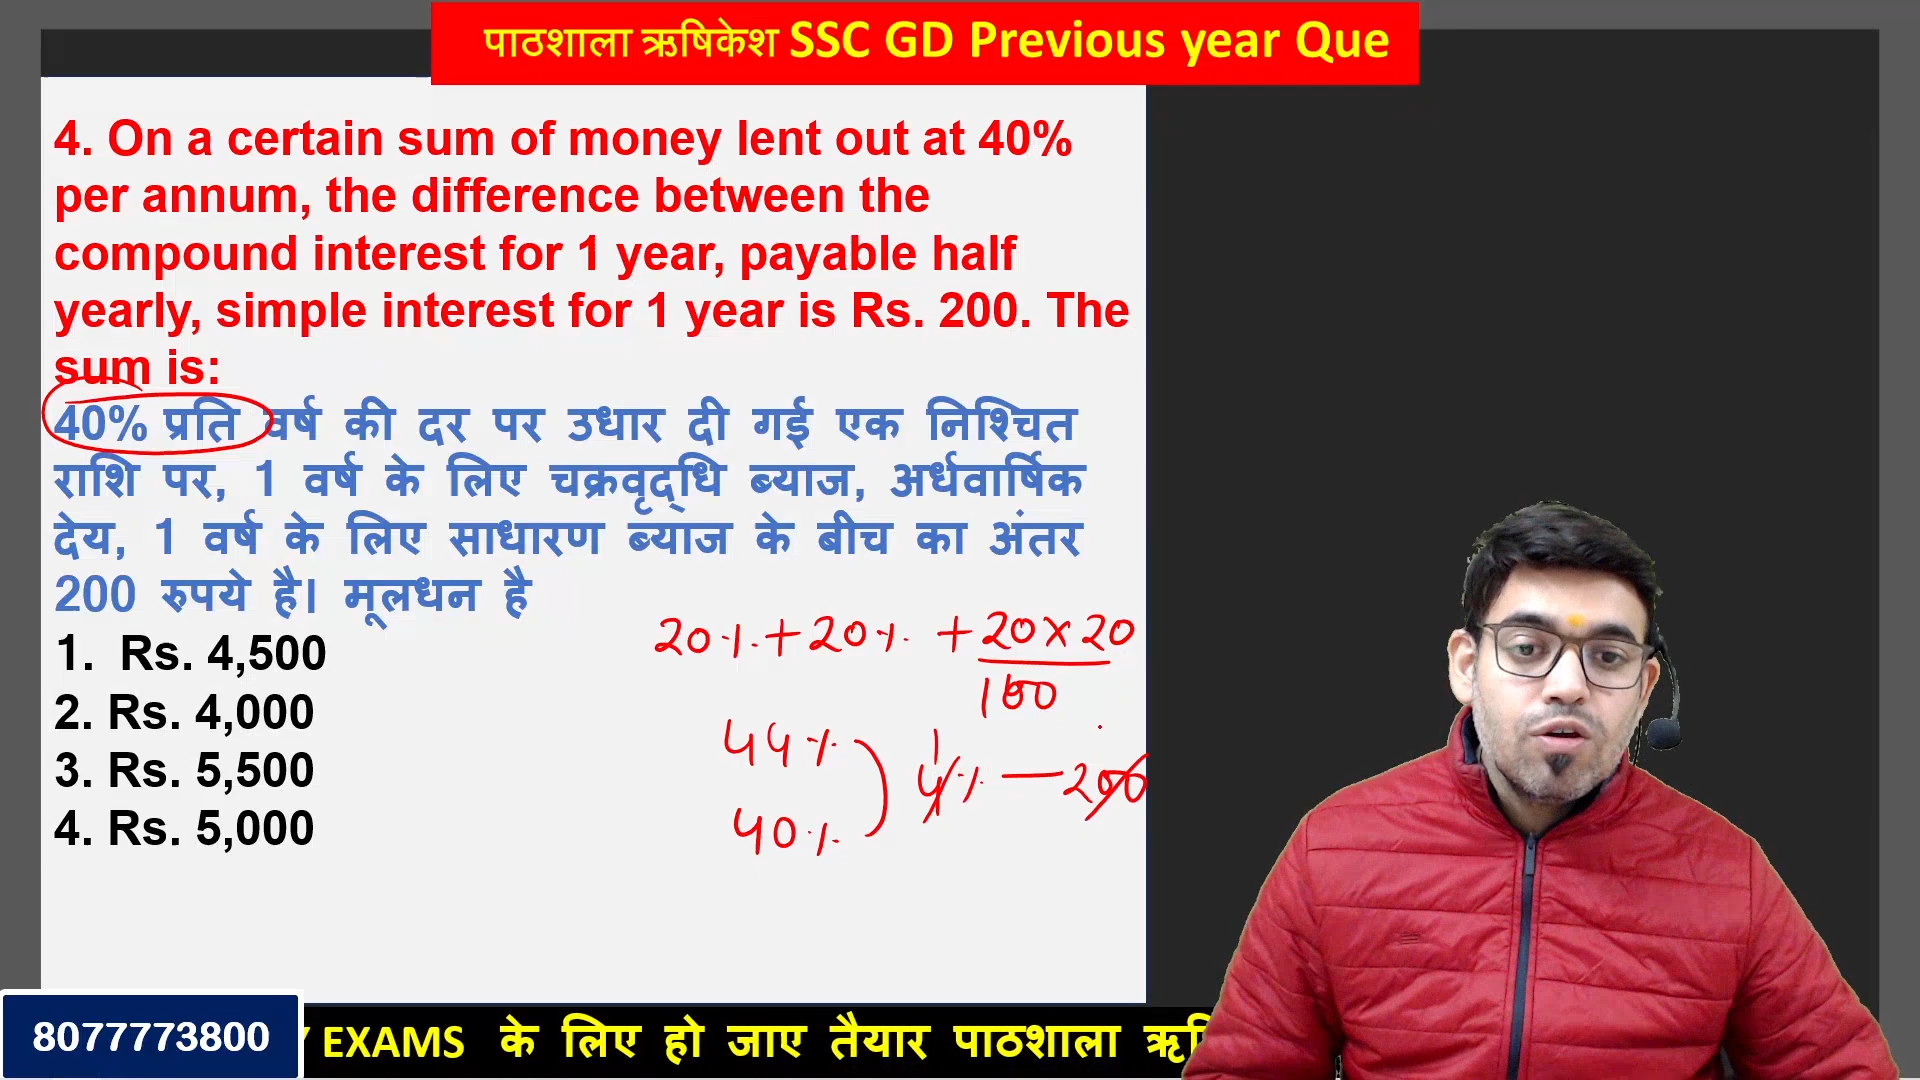 पाठशाला ऋषिकेश SSC GD Previous year Que
4. On a certain sum of money lent out at 40%
per annum, the difference between the
compound interest for 1 year, payable half
yearly, simple interest for 1 year is Rs. 200. The
sum is:
40% प्रति वर्ष की दर पर उधार दी गई एक निश्चित
राशि पर, 1 वर्ष के लिए चक्रवृद्धि ब्याज, अर्धवार्षिक
देय, 1 वर्ष के लिए साधारण ब्याज के बीच का अंतर
200 रुपये है। मूलधन है
1. Rs. 4,500
2. Rs. 4,000
3. Rs. 5,500
4. Rs. 5,000
20% + 20% + 20 × 20
100
44%
1
4% — 200
40%
8077773800
EXAMS के लिए हो जाए तैयार पाठशाला